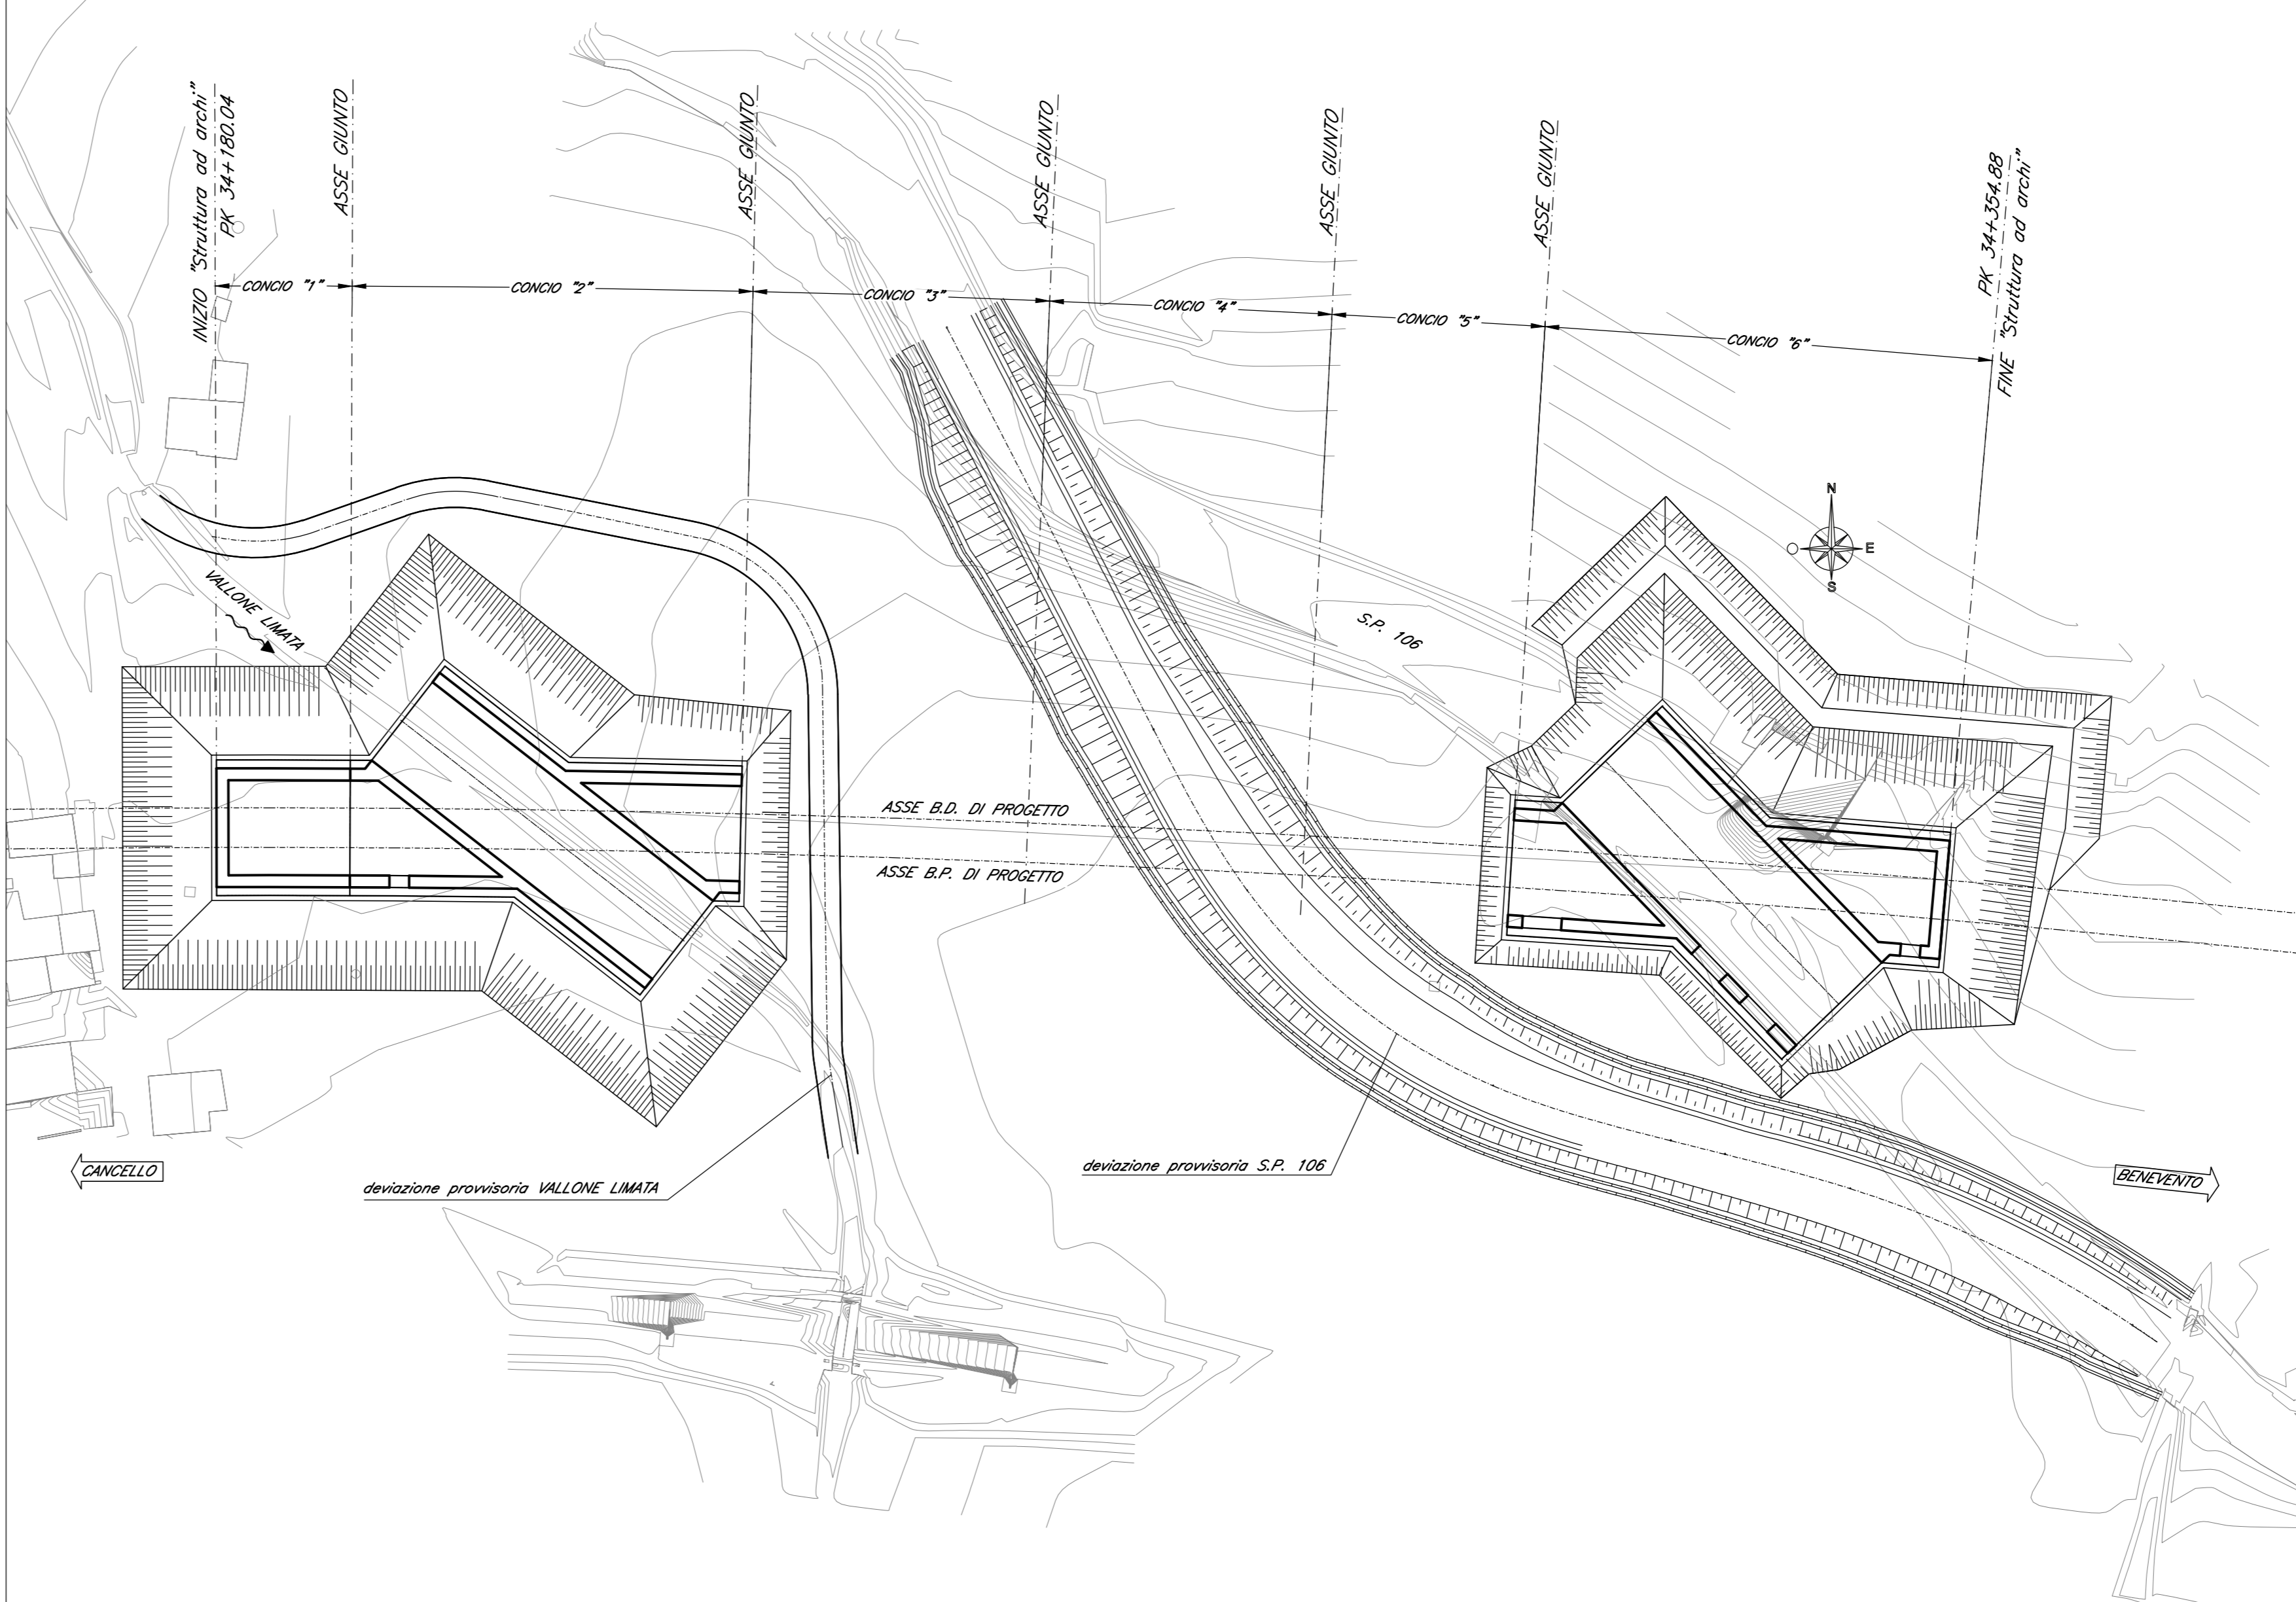 INIZIO "Struttura ad archi"
PK 34+180.04
ASSE GIUNTO
ASSE GIUNTO
ASSE GIUNTO
ASSE GIUNTO
ASSE GIUNTO
PK 34+354.88
FINE "Struttura ad archi"
CONCIO "1"
CONCIO "2"
CONCIO "3"
CONCIO "4"
CONCIO "5"
CONCIO "6"
N
O
E
S
VALLONE LIMATA
S.P. 106
ASSE B.D. DI PROGETTO
ASSE B.P. DI PROGETTO
CANCELLO
deviazione provvisoria VALLONE LIMATA
deviazione provvisoria S.P. 106
BENEVENTO